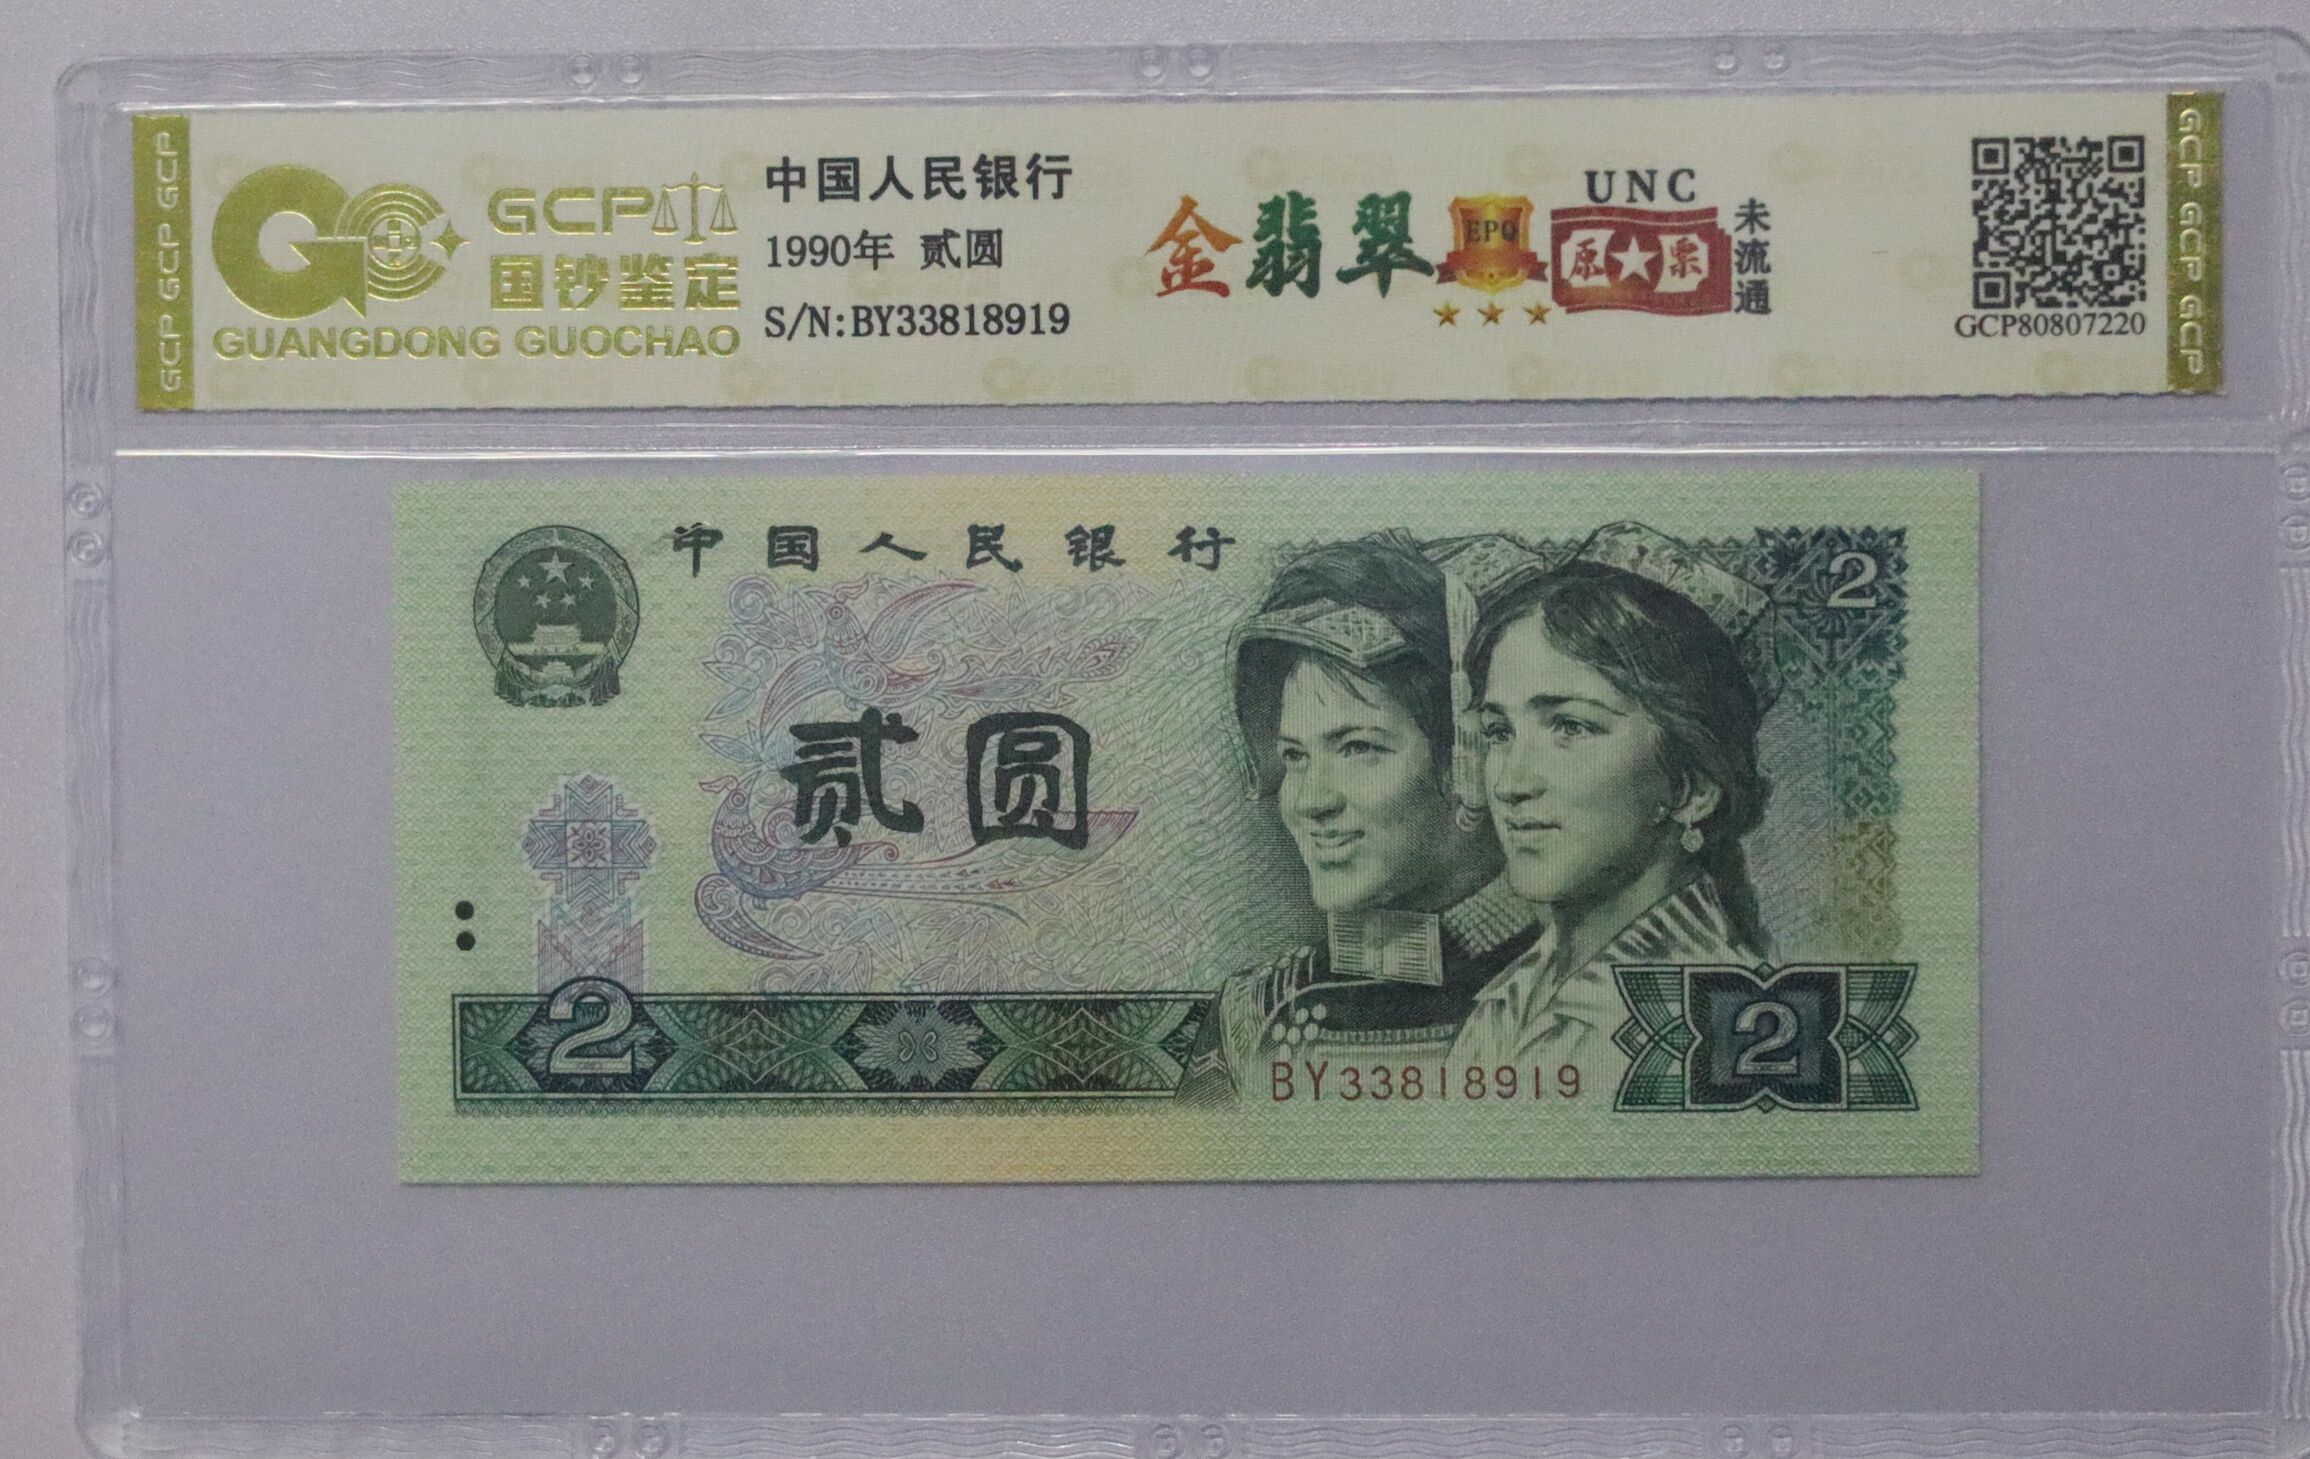 GCP GCP GCP
GCP
国钞鉴定
GUANGDONG GUOCHAO
中国人民银行
1990年 贰圆
S/N:BY33818919
金翡翠
EPQ
UNC
原★票
未流通
GCP80807220
GCP GCP GCP
中国人民银行
2
贰圆
2
BY33818919
2